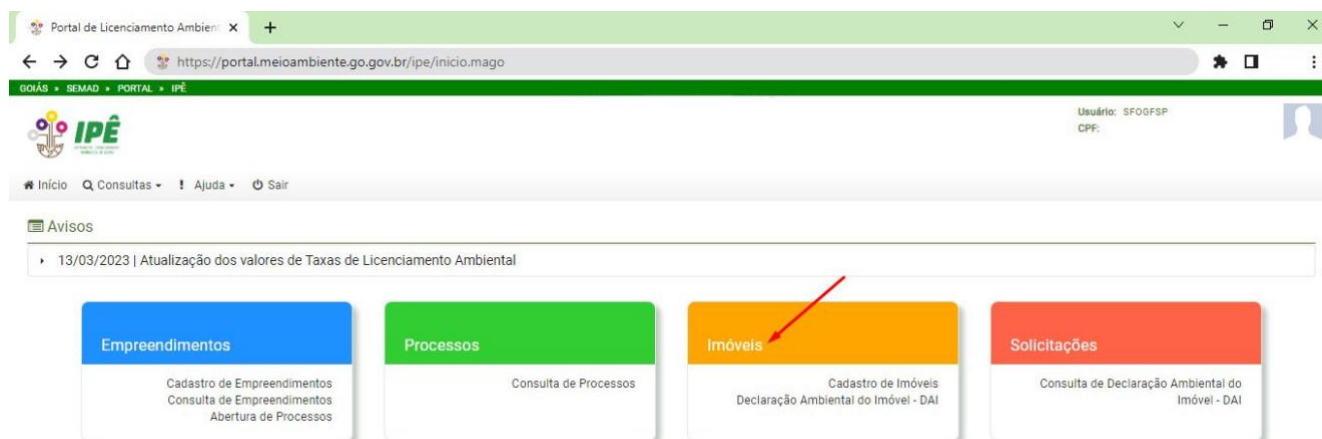 Portal de Licenciamento Ambien
https://portal.meioambiente.go.gov.br/ipe/inicio.mago
GOIÁS » SEMAD » PORTAL » IPÊ
IPÊ
Usuário: SFOGFSP
CPF:
Início Consultas Ajuda Sair
Avisos
13/03/2023 | Atualização dos valores de Taxas de Licenciamento Ambiental
Empreendimentos
Cadastro de Empreendimentos
Consulta de Empreendimentos
Abertura de Processos
Processos
Consulta de Processos
Imóveis
Cadastro de Imóveis
Declaração Ambiental do Imóvel - DAI
Solicitações
Consulta de Declaração Ambiental do
Imóvel - DAI